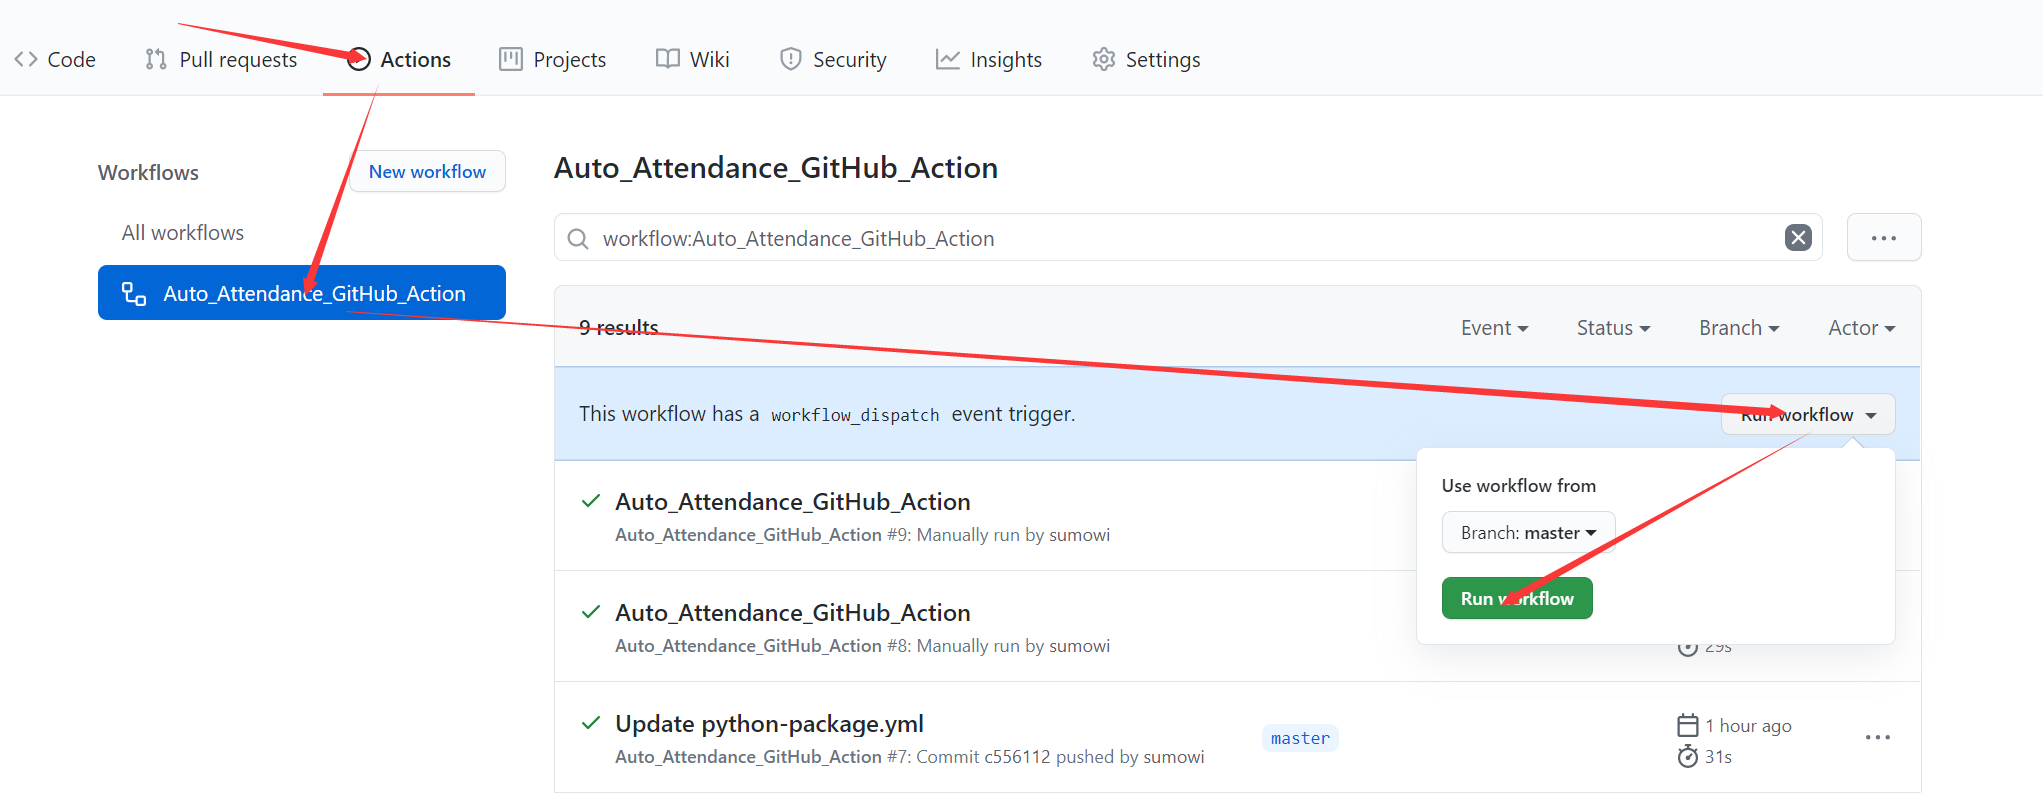 Code Pull requests Actions Projects Wiki Security Insights Settings
Workflows New workflow
All workflows
Auto_Attendance_GitHub_Action
Auto_Attendance_GitHub_Action
workflow:Auto_Attendance_GitHub_Action
9 results Event Status Branch Actor
This workflow has a workflow_dispatch event trigger. Run workflow
Use workflow from
Branch: master
Run workflow
Auto_Attendance_GitHub_Action
Auto_Attendance_GitHub_Action #9: Manually run by sumowi
Auto_Attendance_GitHub_Action
Auto_Attendance_GitHub_Action #8: Manually run by sumowi
29s
Update python-package.yml
Auto_Attendance_GitHub_Action #7: Commit c556112 pushed by sumowi
master
1 hour ago
31s